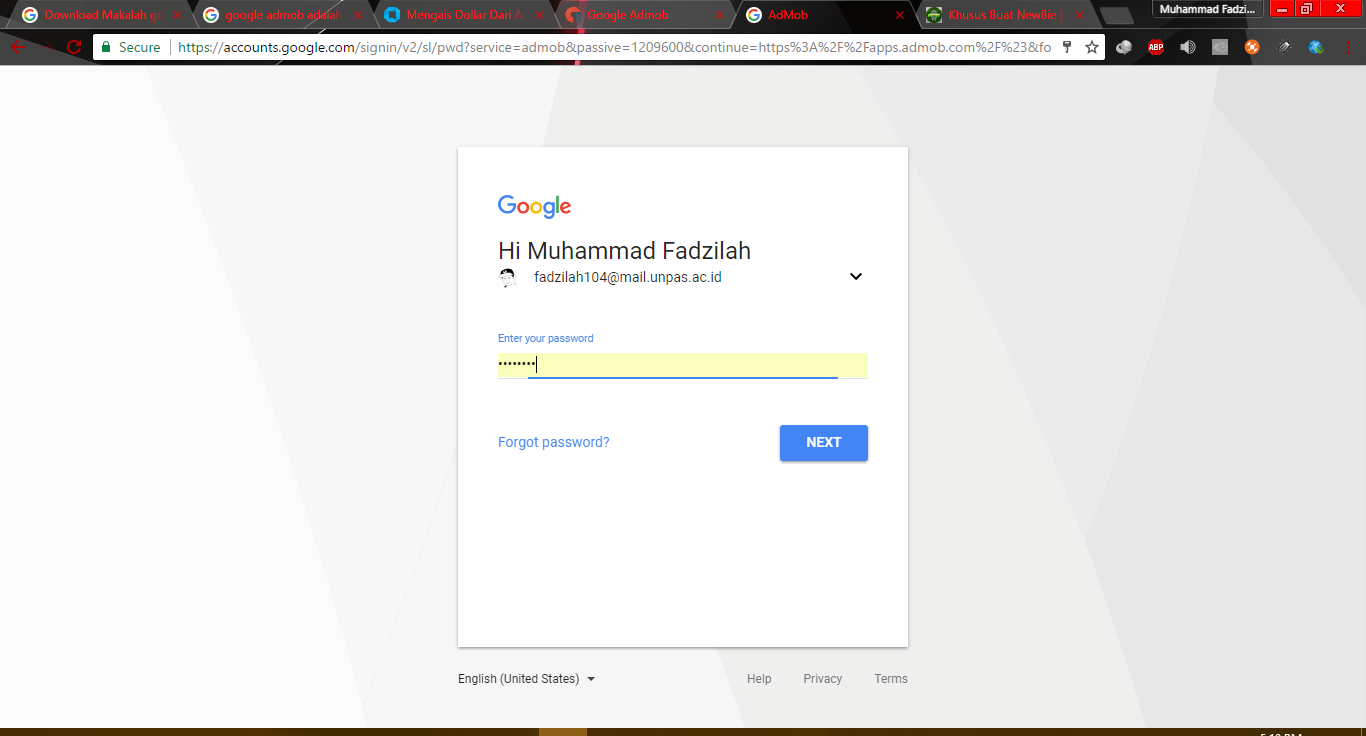 Download Makalah g
google admob adalah
Mengais Dollar Dari A
Google Admob
AdMob
Khusus Buat Newbie |
Muhammad Fadzi...
Secure
https://accounts.google.com/signin/v2/sl/pwd?service=admob&passive=1209600&continue=https%3A%2F%2Fapps.admob.com%2F%23&fo
ABP
Google
Hi Muhammad Fadzilah
fadzilah104@mail.unpas.ac.id
Enter your password
••••••••
Forgot password?
NEXT
English (United States)
Help
Privacy
Terms